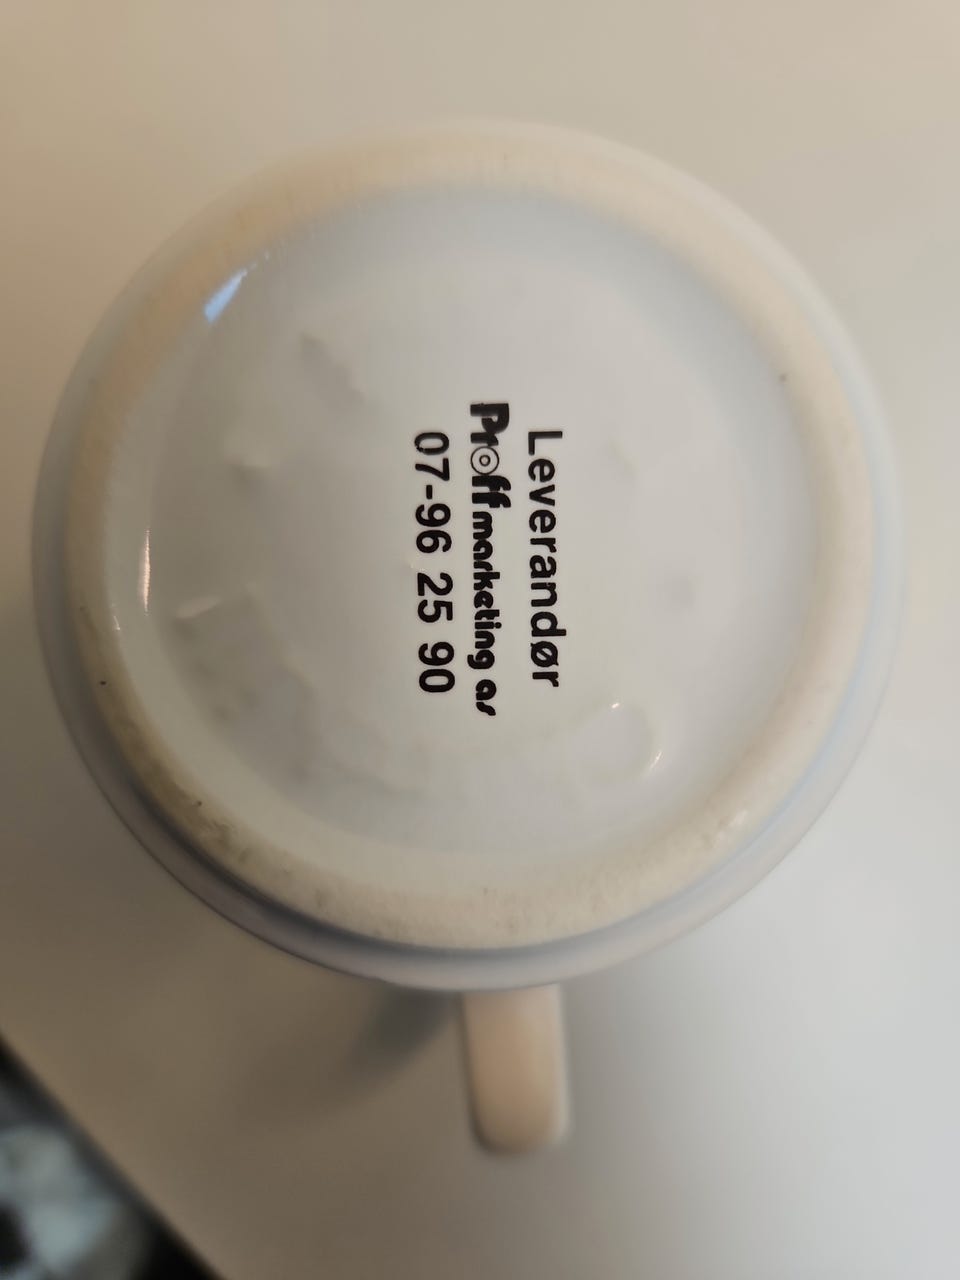 Leverandør
Proff marketing as
07-96 25 90